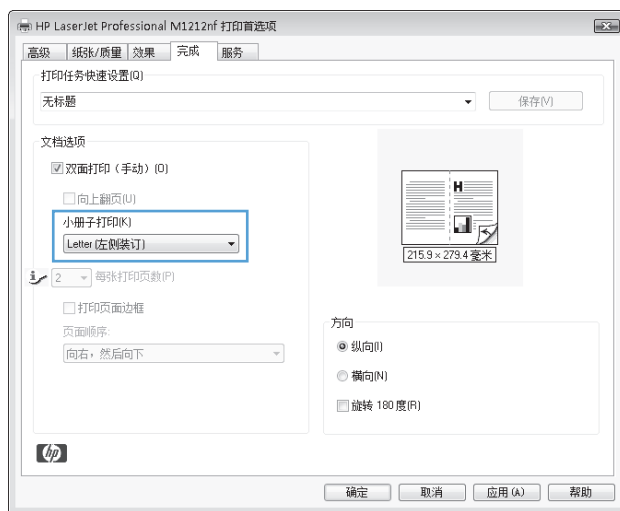 HP LaserJet Professional M1212nf 打印首选项
高级 纸张/质量 效果 完成 服务
打印任务快速设置(Q)
无标题 保存(V)
文档选项
双面打印（手动）(O)
向上翻页(U)
小册子打印(K)
Letter (左侧装订)
2 每张打印页数(P)
打印页面边框
页面顺序:
向右，然后向下
H
215.9 × 279.4 毫米
方向
纵向(I)
横向(N)
旋转 180 度(R)
hp
确定 取消 应用 (A) 帮助